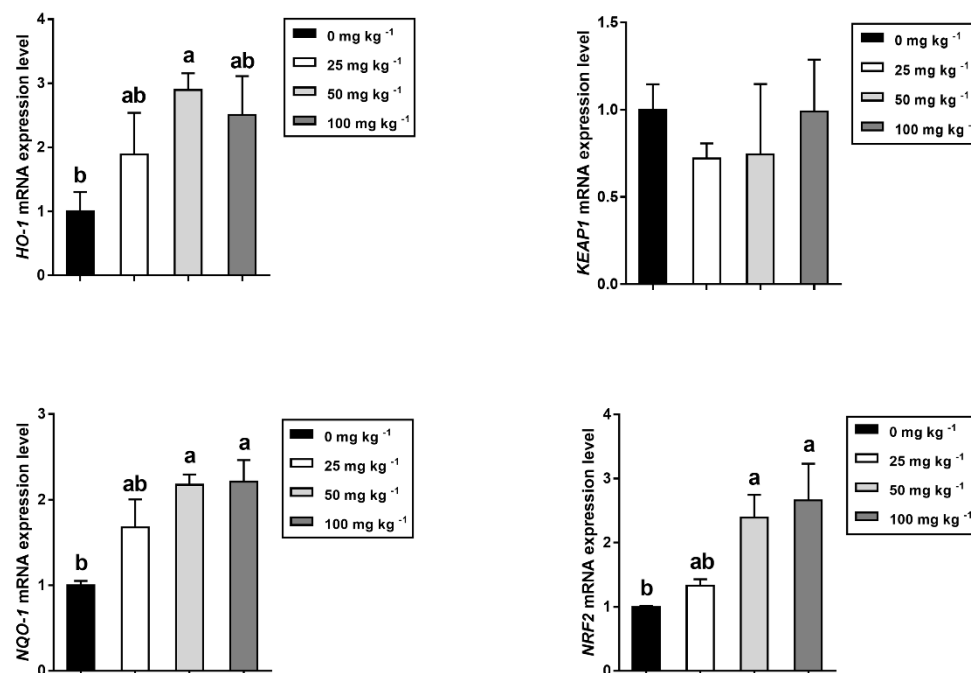 HO-1 mRNA expression level
4
3
2
1
0
b
ab
a
ab
0 mg kg ⁻¹
25 mg kg ⁻¹
50 mg kg ⁻¹
100 mg kg ⁻¹
KEAP1 mRNA expression level
1.5
1.0
0.5
0.0
0 mg kg ⁻¹
25 mg kg ⁻¹
50 mg kg ⁻¹
100 mg kg ⁻¹
NQO-1 mRNA expression level
3
2
1
0
b
ab
a
a
0 mg kg ⁻¹
25 mg kg ⁻¹
50 mg kg ⁻¹
100 mg kg ⁻¹
NRF2 mRNA expression level
4
3
2
1
0
b
ab
a
a
0 mg kg ⁻¹
25 mg kg ⁻¹
50 mg kg ⁻¹
100 mg kg ⁻¹